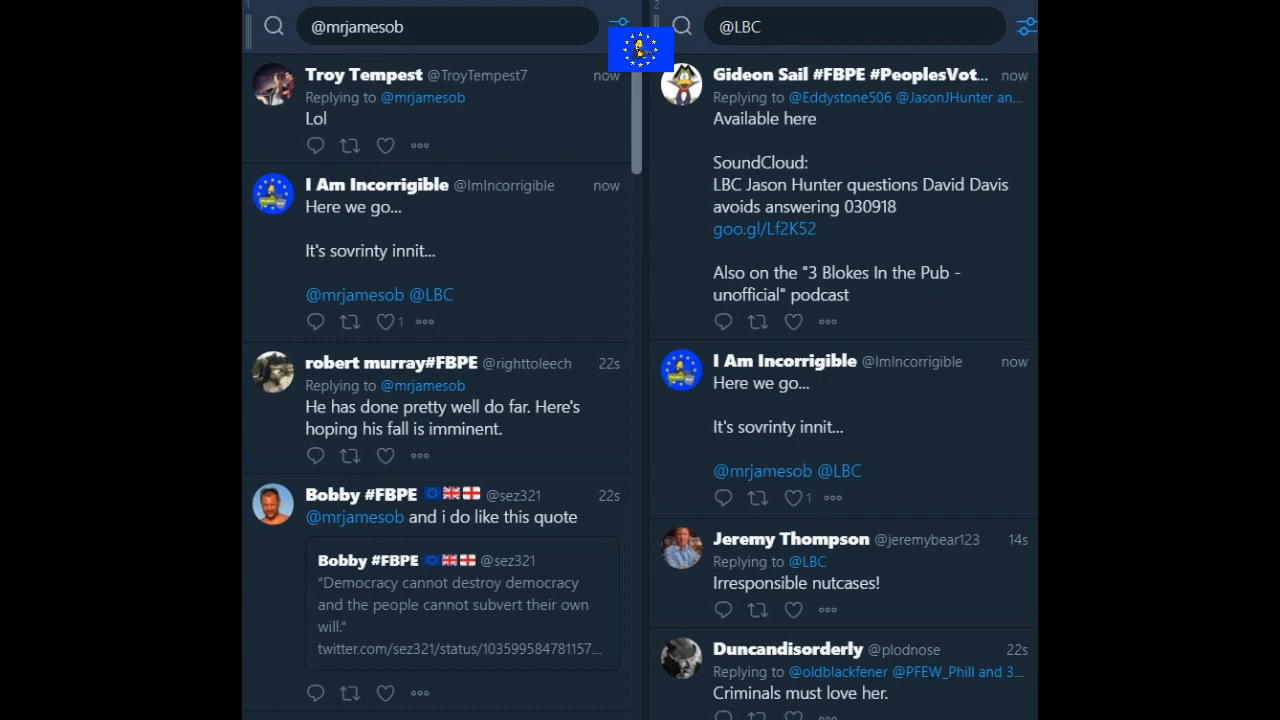 1
@mrjamesob
Troy Tempest @TroyTempest7 now
Replying to @mrjamesob
Lol
I Am Incorrigible @ImIncorrigible now
Here we go...
It's sovrinty innit...
@mrjamesob @LBC
1
robert murray#FBPE @righttoleech 22s
Replying to @mrjamesob
He has done pretty well do far. Here's
hoping his fall is imminent.
Bobby #FBPE @sez321 22s
@mrjamesob and i do like this quote
Bobby #FBPE @sez321
“Democracy cannot destroy democracy
and the people cannot subvert their own
will.“
twitter.com/sez321/status/103599584781157...
2
@LBC
Gideon Sail #FBPE #PeoplesVot... now
Replying to @Eddystone506 @JasonJHunter an...
Available here
SoundCloud:
LBC Jason Hunter questions David Davis
avoids answering 030918
goo.gl/Lf2K52
Also on the "3 Blokes In the Pub -
unofficial" podcast
I Am Incorrigible @ImIncorrigible now
Here we go...
It's sovrinty innit...
@mrjamesob @LBC
1
Jeremy Thompson @jeremybear123 14s
Replying to @LBC
Irresponsible nutcases!
Duncandisorderly @plodnose 22s
Replying to @oldblackfener @PFEW_Phill and 3...
Criminals must love her.